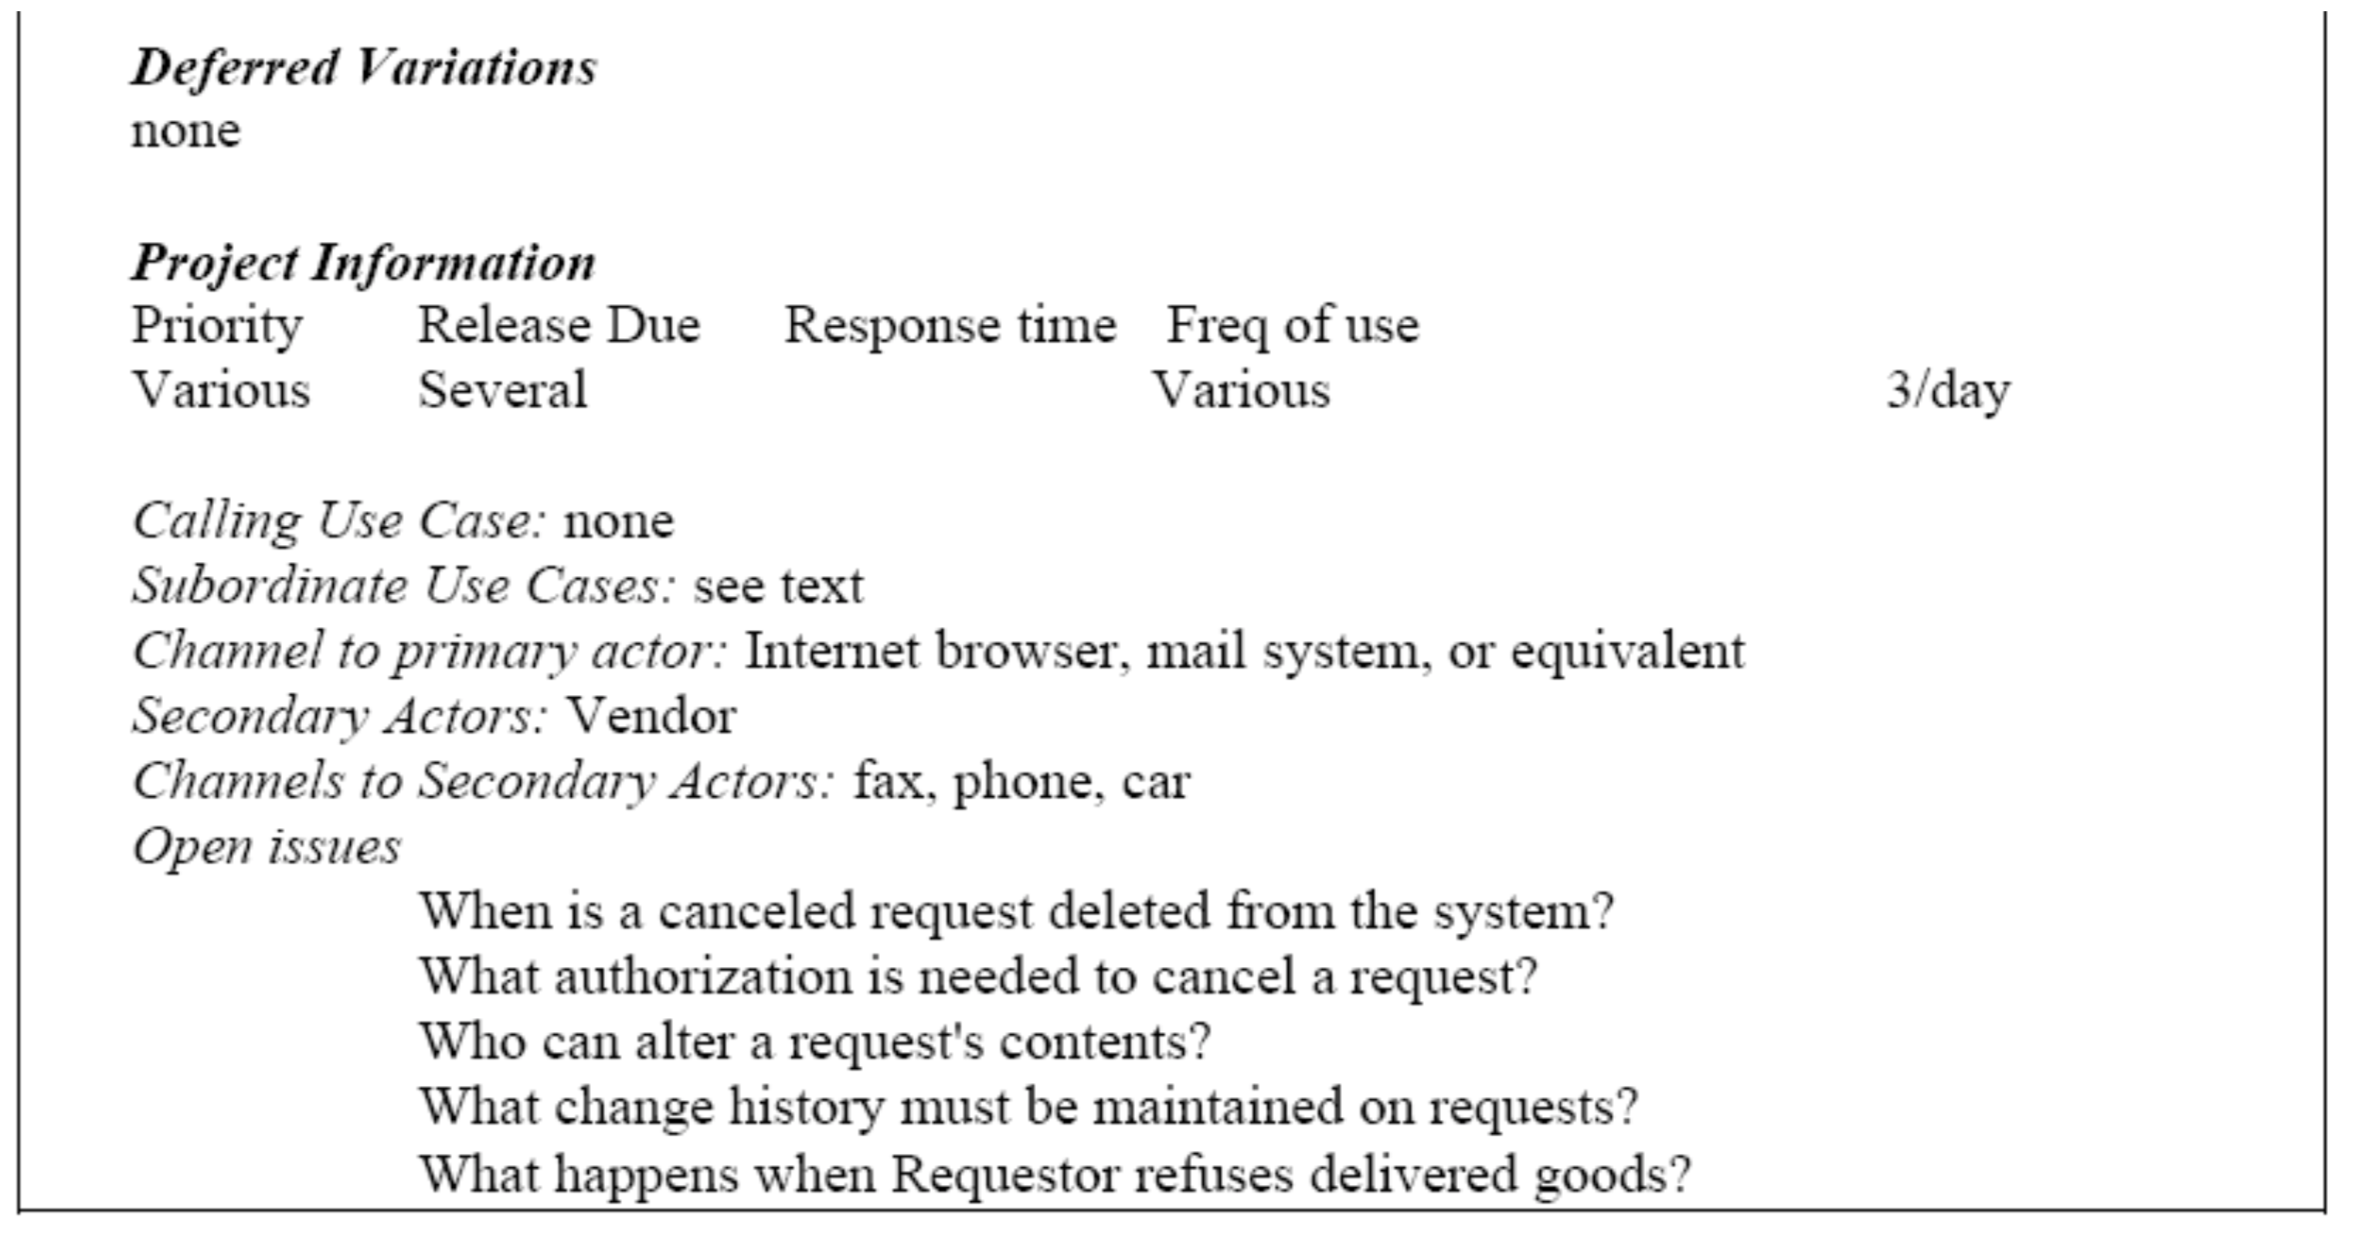 Deferred Variations
none
Project Information
Priority Release Due Response time Freq of use
Various Several Various 3/day
Calling Use Case: none
Subordinate Use Cases: see text
Channel to primary actor: Internet browser, mail system, or equivalent
Secondary Actors: Vendor
Channels to Secondary Actors: fax, phone, car
Open issues
When is a canceled request deleted from the system?
What authorization is needed to cancel a request?
Who can alter a request's contents?
What change history must be maintained on requests?
What happens when Requestor refuses delivered goods?